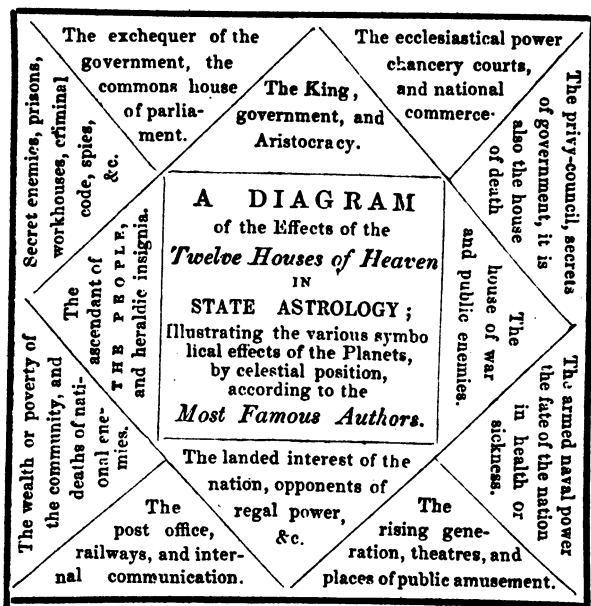 The exchequer of the
government, the
commons house
of parlia-
ment.
The King,
government, and
Aristocracy.
The ecclesiastical power
chancery courts,
and national
commerce.
The privy-council, secrets
of government, it is
also the house
of death
Secret enemies, prisons,
workhouses, criminal
code, spies,
&c.
The
ascendant of
THE PEOPLE,
and heraldic insignia.
A DIAGRAM
of the Effects of the
Twelve Houses of Heaven
IN
STATE ASTROLOGY;
Illustrating the various symbo
lical effects of the Planets,
by celestial position,
according to the
Most Famous Authors.
The
house of war
and public enemies.
The wealth or poverty of
the community, and
deaths of nati-
onal ene-
mies.
The armed naval power
the fate of the nation
in health or
sickness.
The landed interest of the
nation, opponents of
regal power,
&c.
The
post office,
railways, and inter-
nal communication.
The
rising gene-
ration, theatres, and
places of public amusement.